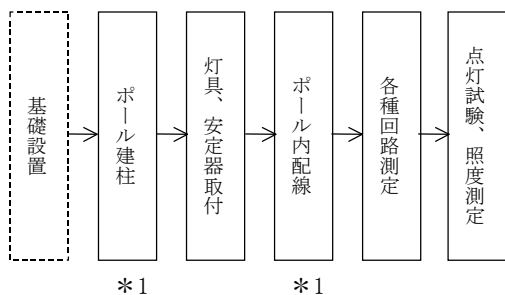 基礎設置
ポール建柱
灯具、安定器取付
ポール内配線
各種回路測定
点灯試験、照度測定
＊1
＊1